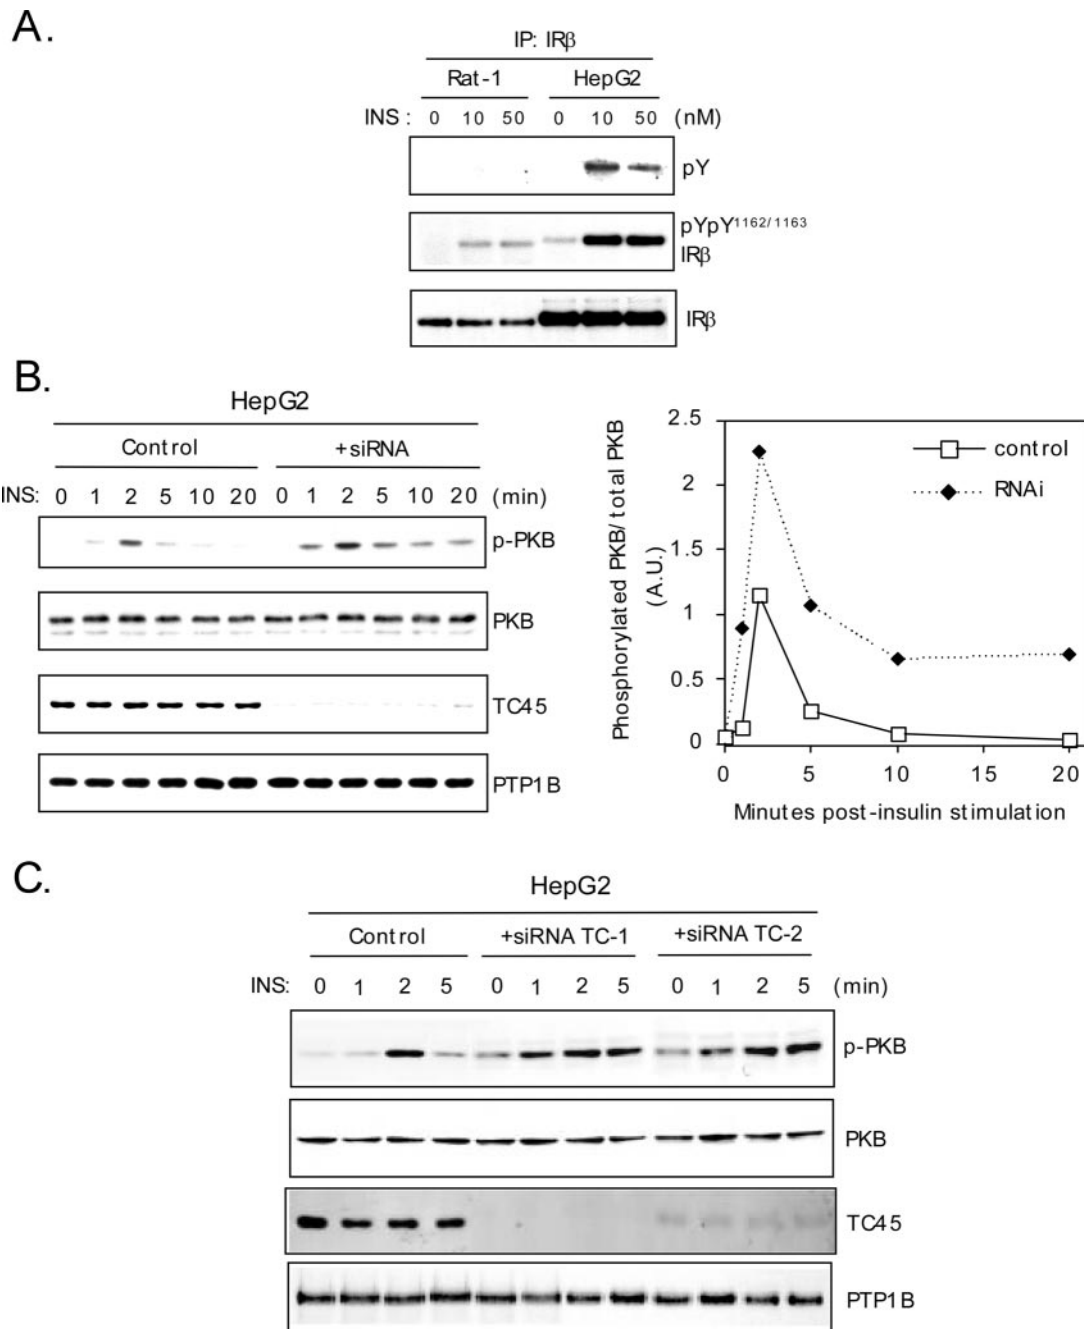 A.
IP: IRβ
Rat-1 HepG2
INS : 0 10 50 0 10 50 (nM)
pY
pYpY1162/1163
IRβ
IRβ
B.
HepG2
Control +siRNA
INS: 0 1 2 5 10 20 0 1 2 5 10 20 (min)
p-PKB
PKB
TC45
PTP1B
Phosphorylated PKB/total PKB
(A.U.)
2.5
2
1.5
1
0.5
0
control
RNAi
0 5 10 15 20
Minutes post-insulin stimulation
C.
HepG2
Control +siRNA TC-1 +siRNA TC-2
INS: 0 1 2 5 0 1 2 5 0 1 2 5 (min)
p-PKB
PKB
TC45
PTP1B